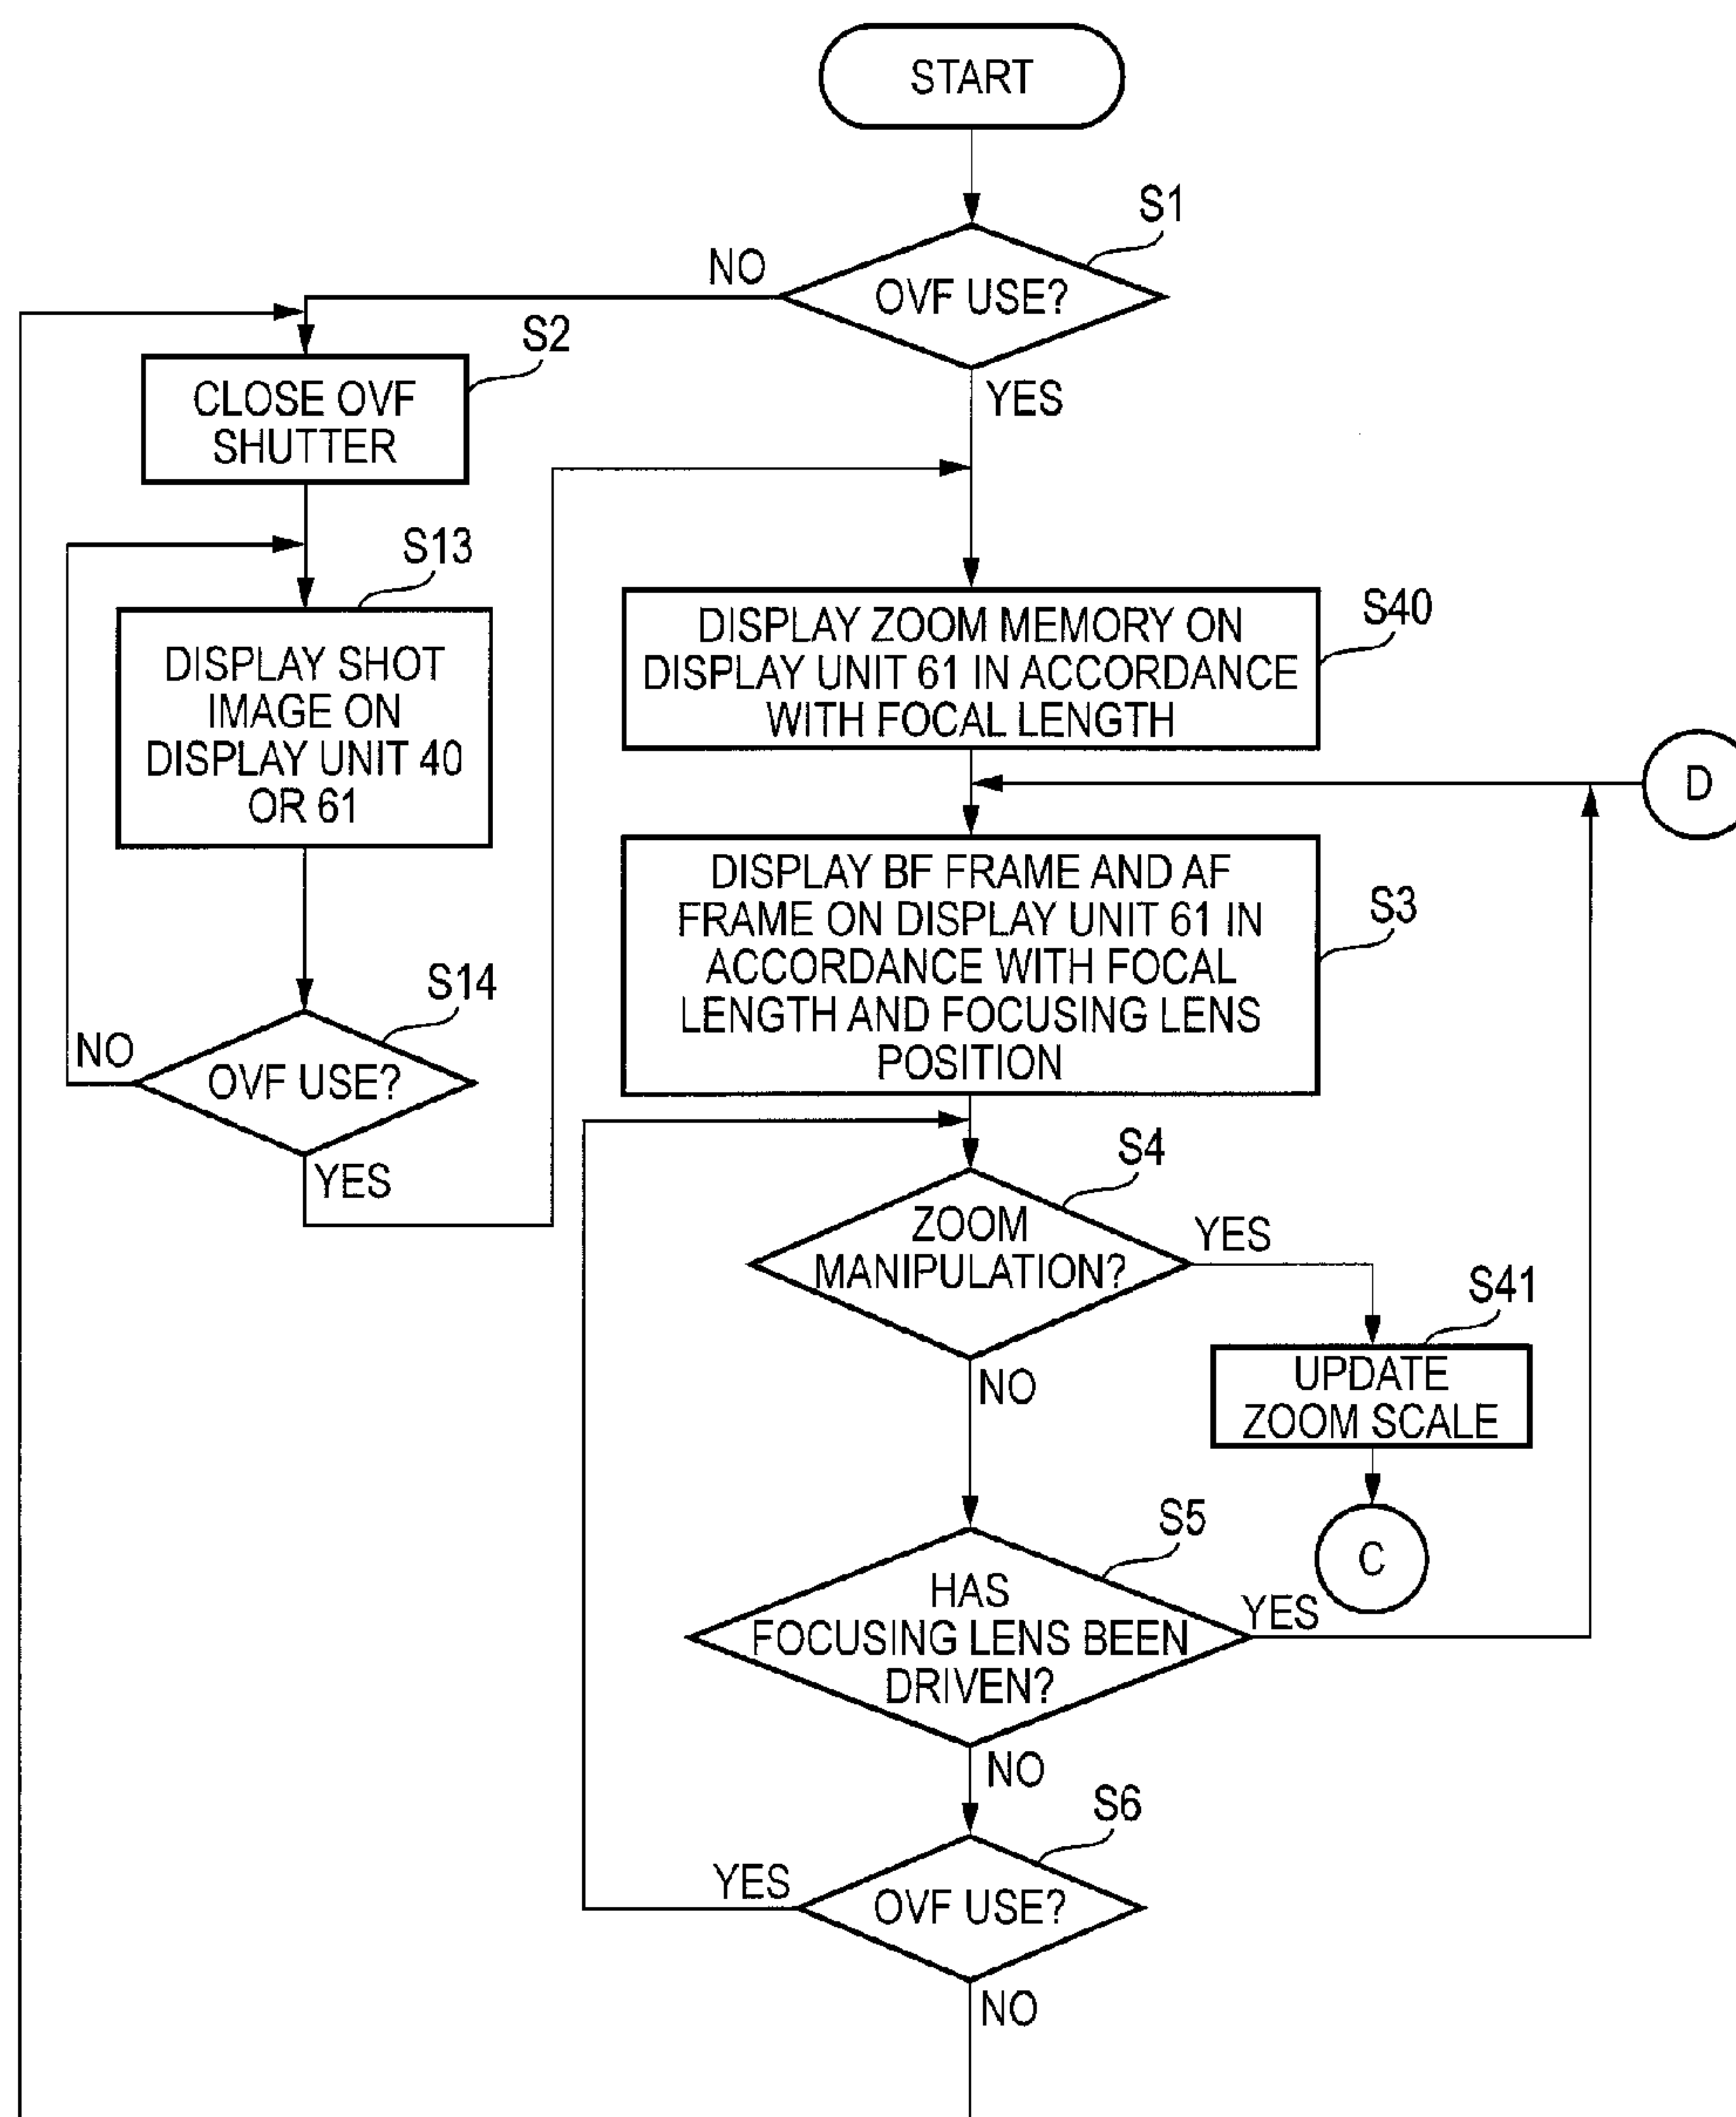 START
S1
NO
OVF USE?
YES
S2
CLOSE OVF
SHUTTER
S13
DISPLAY SHOT
IMAGE ON
DISPLAY UNIT 40
OR 61
S14
NO
OVF USE?
YES
S40
DISPLAY ZOOM MEMORY ON
DISPLAY UNIT 61 IN ACCORDANCE
WITH FOCAL LENGTH
D
S3
DISPLAY BF FRAME AND AF
FRAME ON DISPLAY UNIT 61 IN
ACCORDANCE WITH FOCAL
LENGTH AND FOCUSING LENS
POSITION
S4
ZOOM
MANIPULATION?
YES
NO
S41
UPDATE
ZOOM SCALE
C
S5
HAS
FOCUSING LENS BEEN
DRIVEN?
YES
NO
S6
YES
OVF USE?
NO